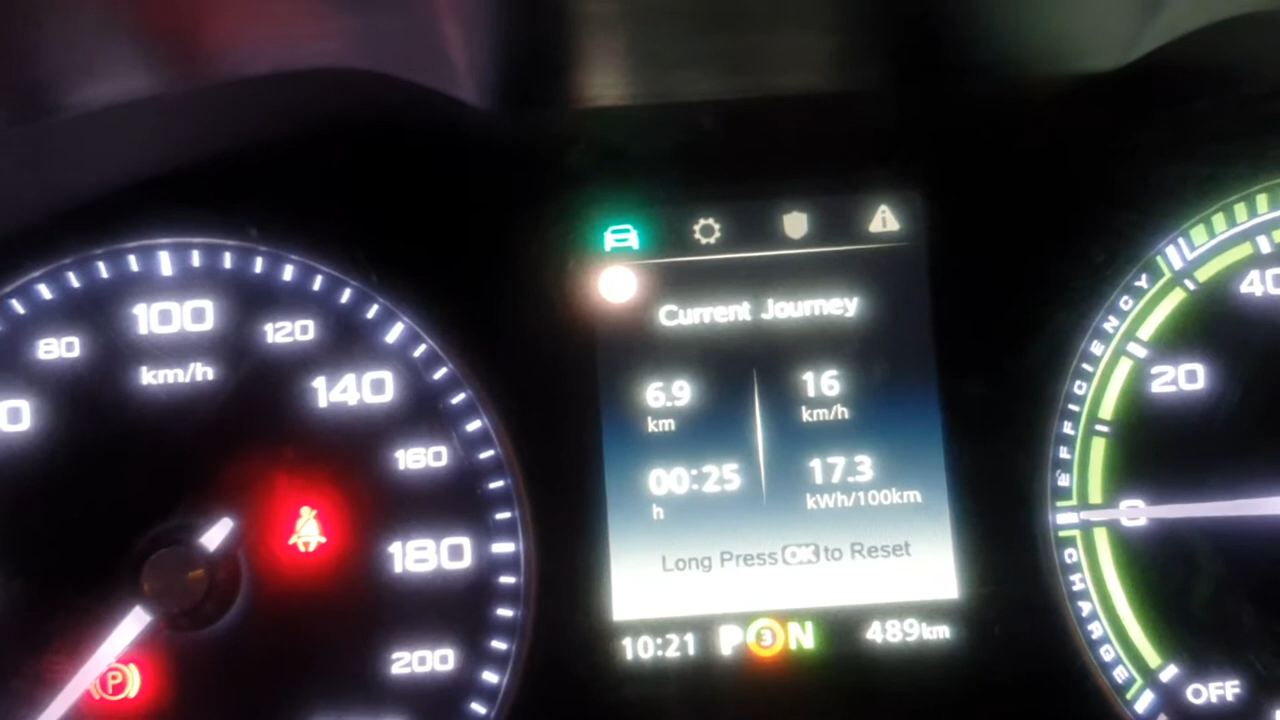 80
100
120
km/h
140
160
180
200
P
Current Journey
6.9
km
16
km/h
00:25
h
17.3
kWh/100km
Long Press OK to Reset
10:21 P 3 N 489km
EFFICIENCY
CHARGE
40
20
0
OFF